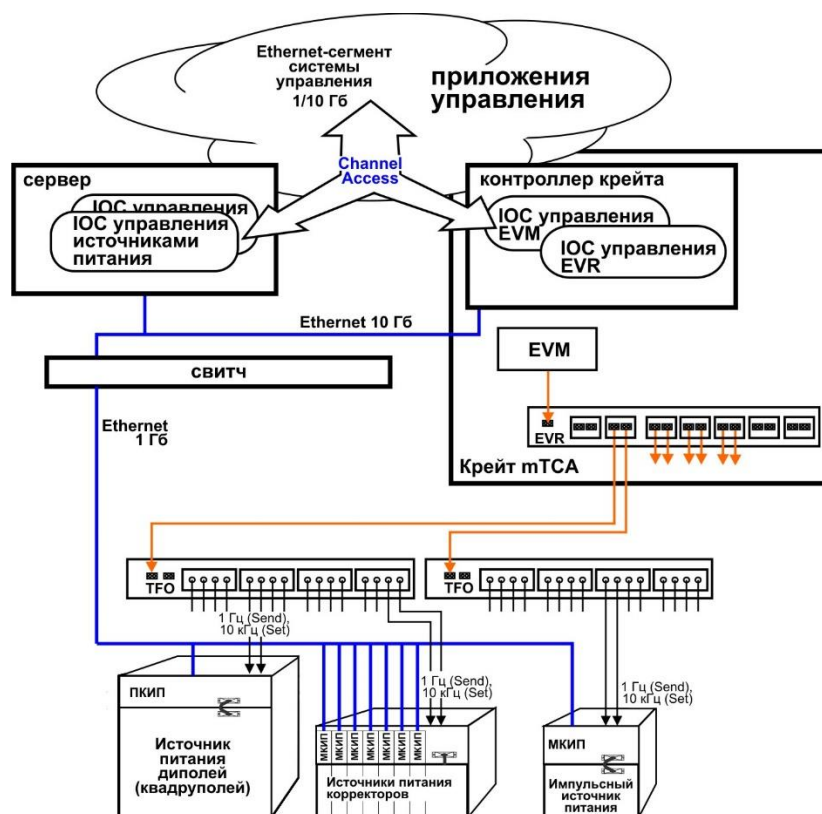 Ethernet-сегмент
системы
управления
1/10 Гб
приложения
управления
Channel
Access
сервер
IOC управления
IOC управления
источниками
питания
контроллер крейта
IOC управления
EVM
IOC управления
EVR
Ethernet 10 Гб
свитч
EVM
Ethernet
1 Гб
EVR
Крейт mTCA
TFO
TFO
1 Гц (Send),
10 кГц (Set)
1 Гц (Send),
10 кГц (Set)
1 Гц (Send),
10 кГц (Set)
ПКИП
Источник
питания
диполей
(квадруполей)
МКИП
МКИП
МКИП
МКИП
МКИП
МКИП
МКИП
Источники питания
корректоров
МКИП
Импульсный
источник
питания